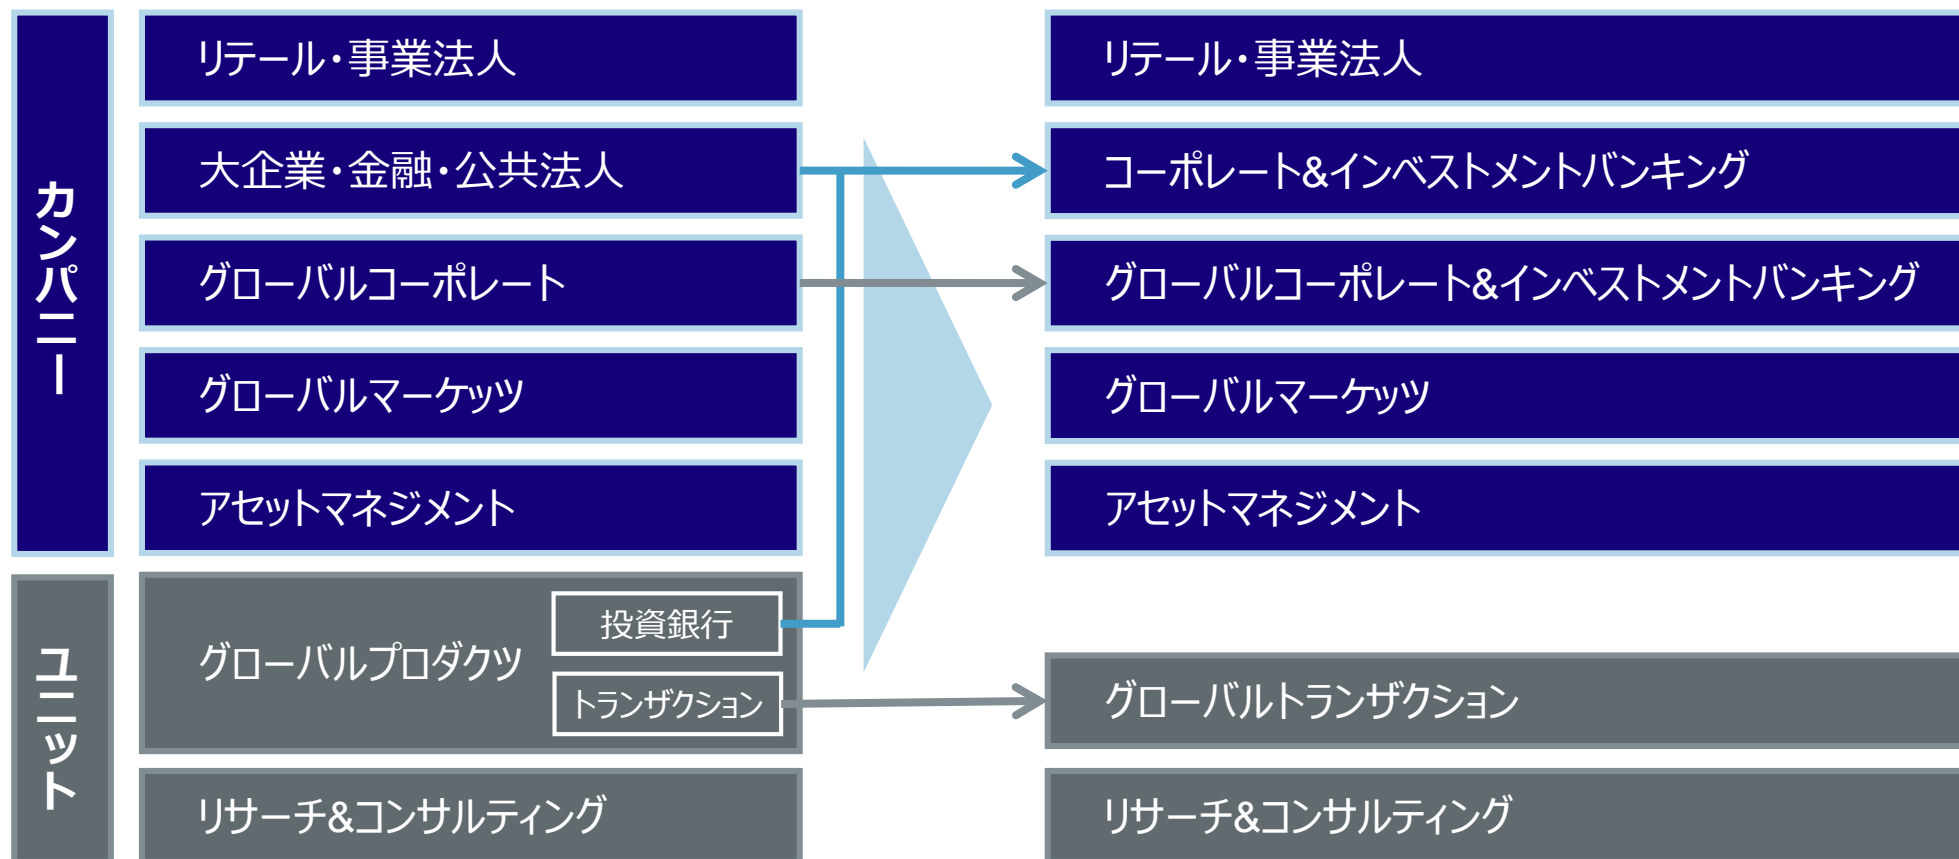 カンパニー
リテール・事業法人
大企業・金融・公共法人
グローバルコーポレート
グローバルマーケッツ
アセットマネジメント
ユニット
グローバルプロダクツ
投資銀行
トランザクション
リサーチ&コンサルティング
リテール・事業法人
コーポレート&インベストメントバンキング
グローバルコーポレート&インベストメントバンキング
グローバルマーケッツ
アセットマネジメント
グローバルトランザクション
リサーチ&コンサルティング